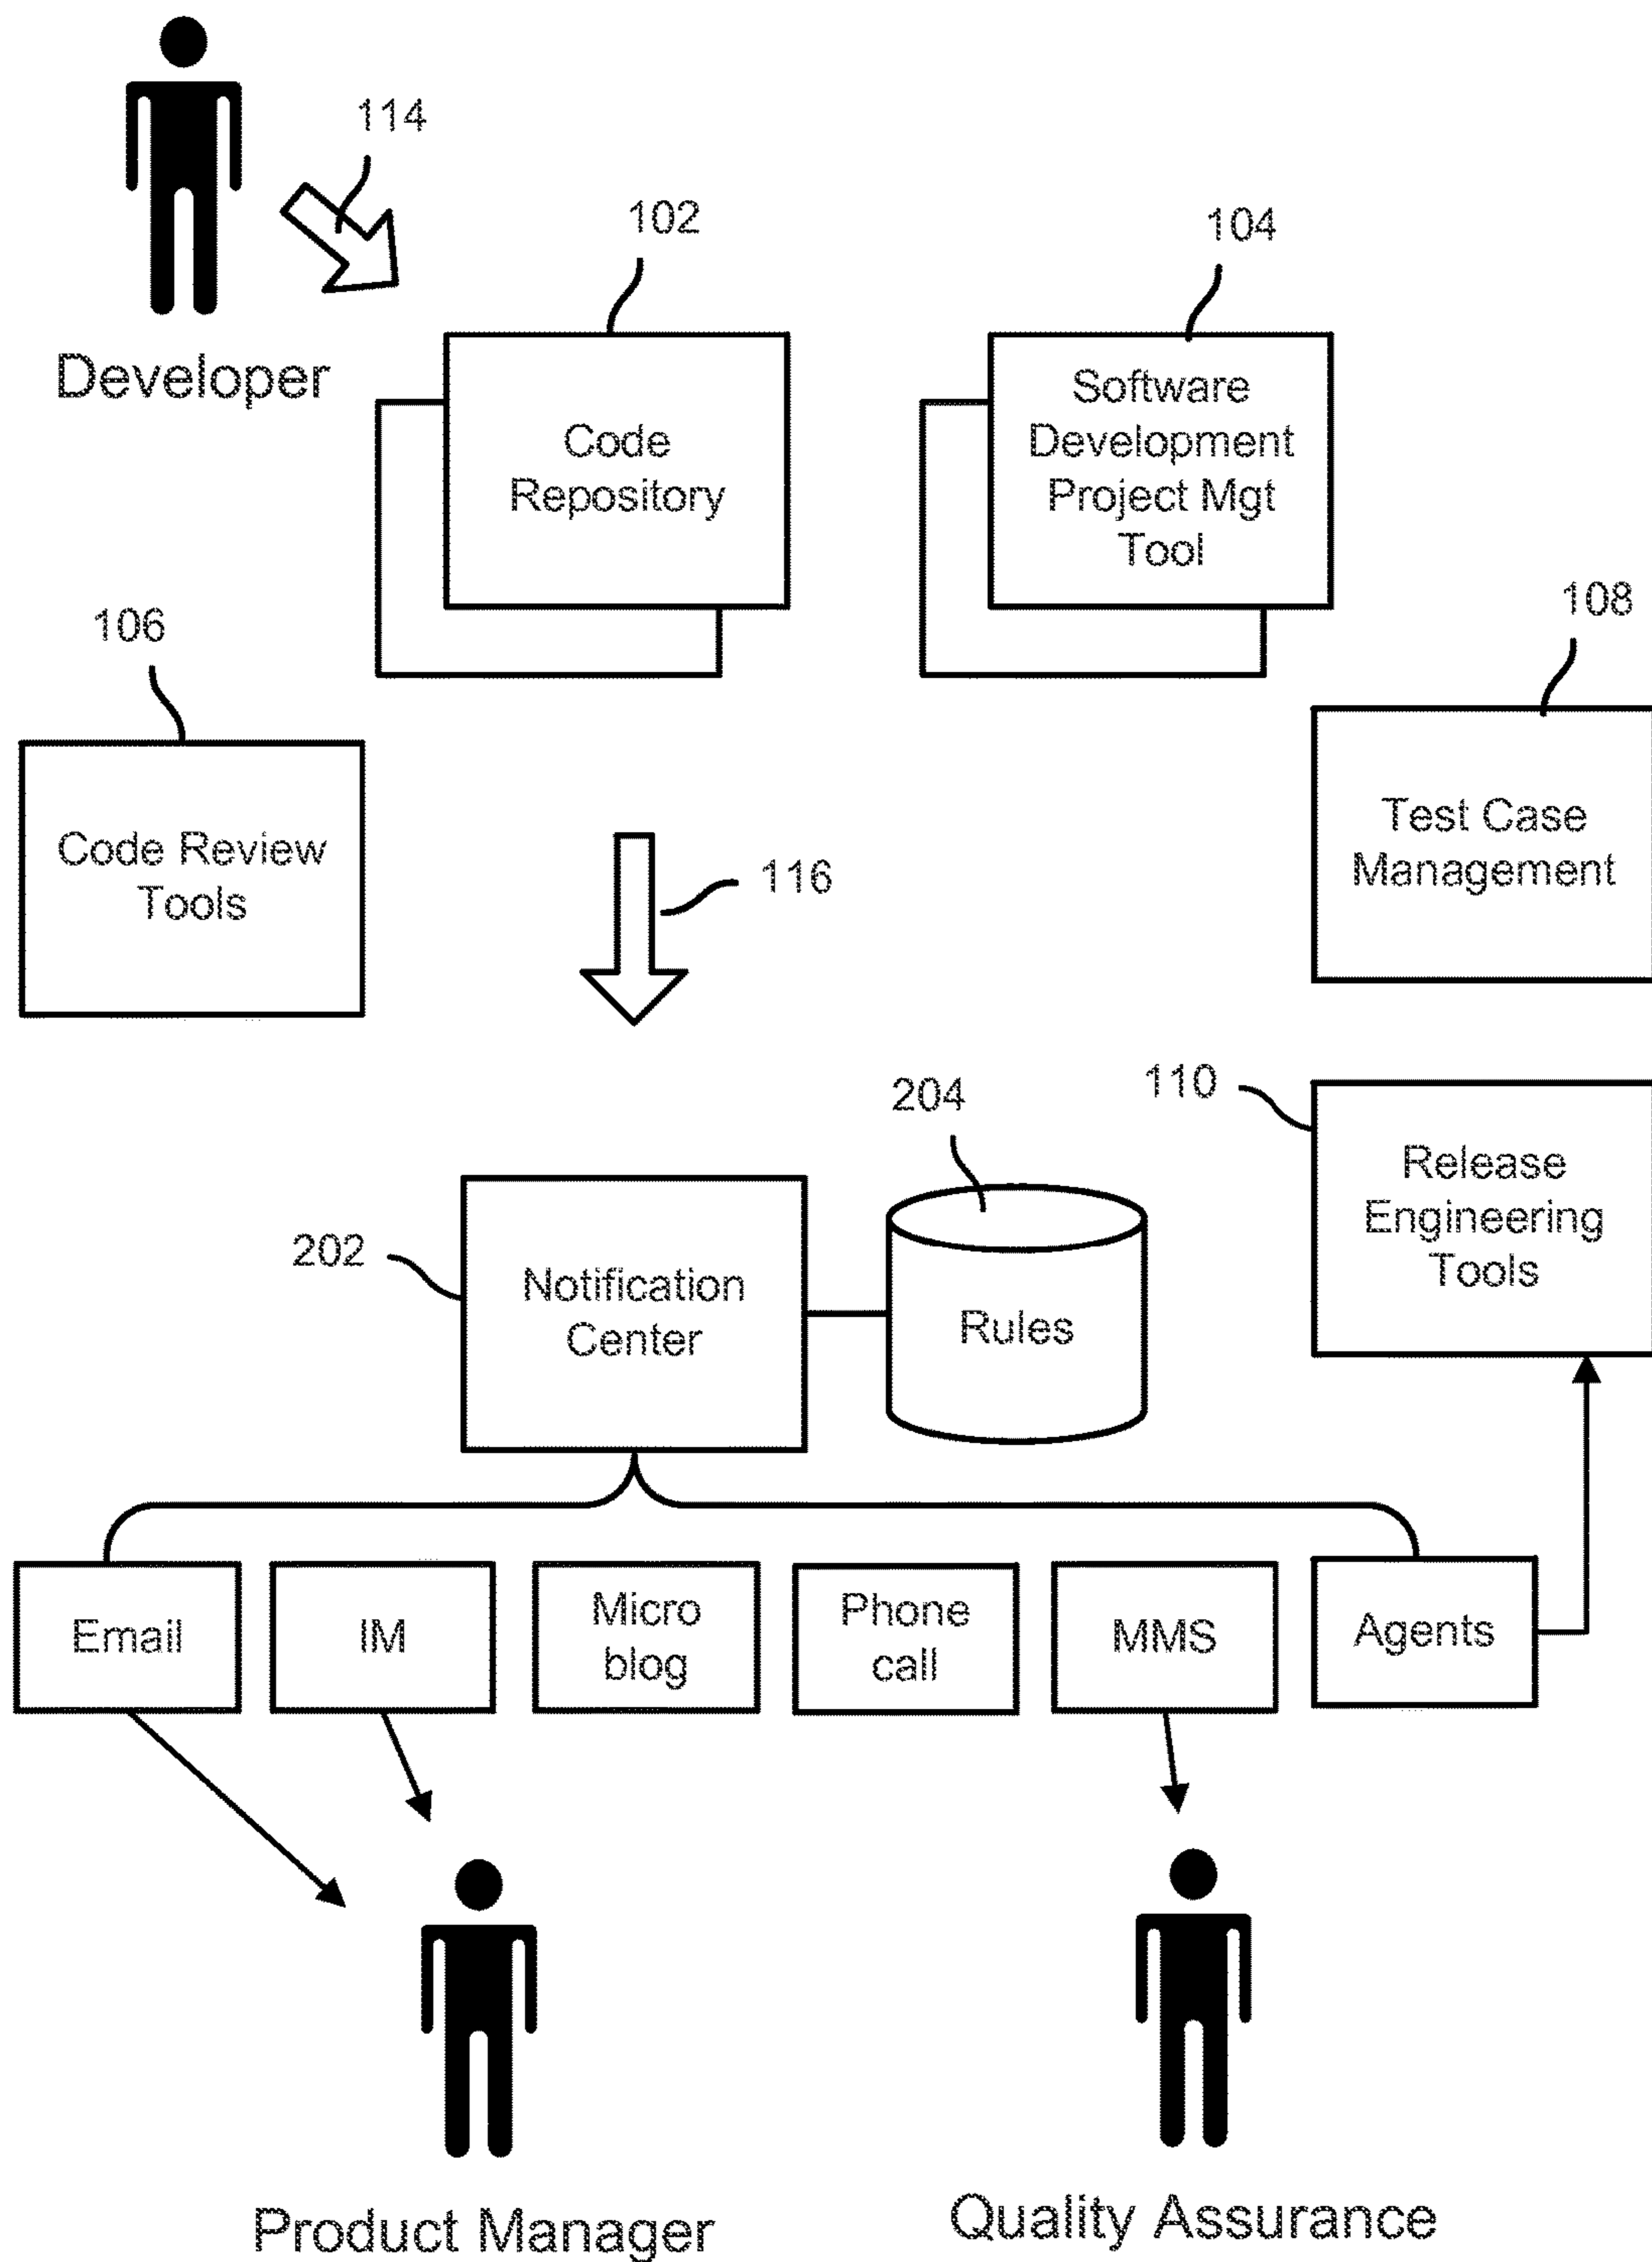 114
Developer
102
104
Code
Repository
Software
Development
Project Mgt
Tool
106
108
Code Review
Tools
116
Test Case
Management
204
110
202
Notification
Center
Rules
Release
Engineering
Tools
Email
IM
Micro
blog
Phone
call
MMS
Agents
Product Manager
Quality Assurance